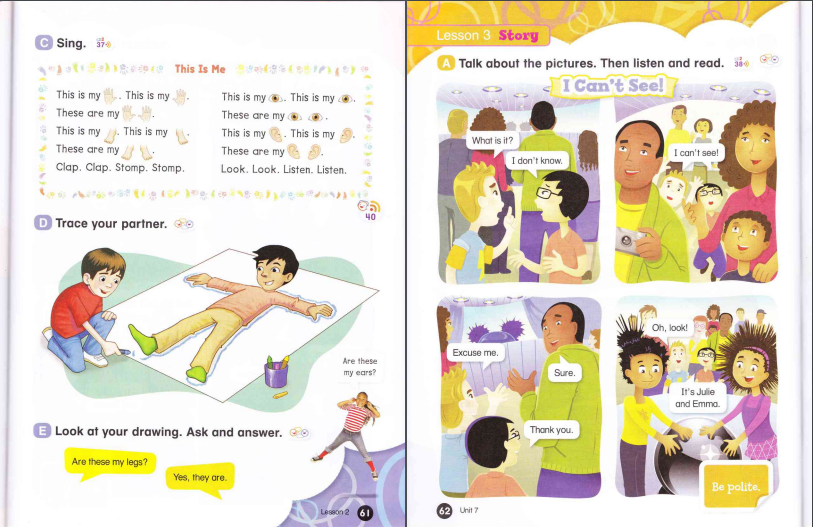 C Sing.
37
This Is Me
This is my . This is my .
These are my .
This is my . This is my .
These are my .
Clap. Clap. Stomp. Stomp.
This is my . This is my .
These are my .
This is my . This is my .
These are my .
Look. Look. Listen. Listen.
40
D Trace your partner.
Are these
my ears?
E Look at your drawing. Ask and answer.
Are these my legs?
Yes, they are.
Lesson 2 61
Lesson 3 Story
A Talk about the pictures. Then listen and read.
38
I Can't See!
What is it?
I don't know.
I can't see!
Excuse me.
Sure.
Thank you.
Oh, look!
It's Julie
and Emma.
Be polite.
62 Unit 7